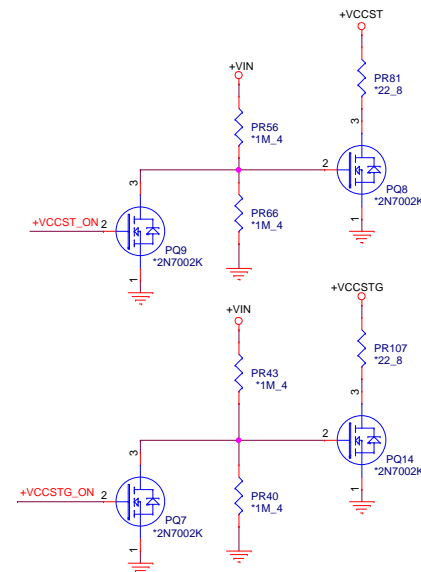 +VCCST
+VIN
PR81
*22_8
PR56
*1M_4
3
2
PQ8
*2N7002K
1
3
PR66
*1M_4
+VCCST_ON
2
PQ9
*2N7002K
1
+VCCSTG
+VIN
PR107
*22_8
PR43
*1M_4
3
2
PQ14
*2N7002K
1
3
PR40
*1M_4
+VCCSTG_ON
2
PQ7
*2N7002K
1